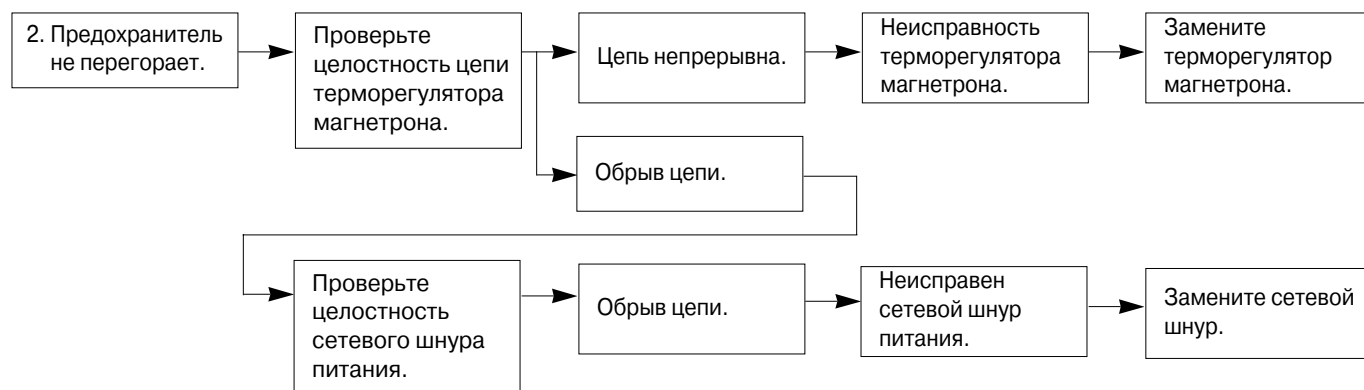 2. Предохранитель
не перегорает.
Проверьте
целостность цепи
терморегулятора
магнетрона.
Цепь непрерывна.
Неисправность
терморегулятора
магнетрона.
Замените
терморегулятор
магнетрона.
Обрыв цепи.
Проверьте
целостность
сетевого шнура
питания.
Обрыв цепи.
Неисправен
сетевой шнур
питания.
Замените сетевой
шнур.